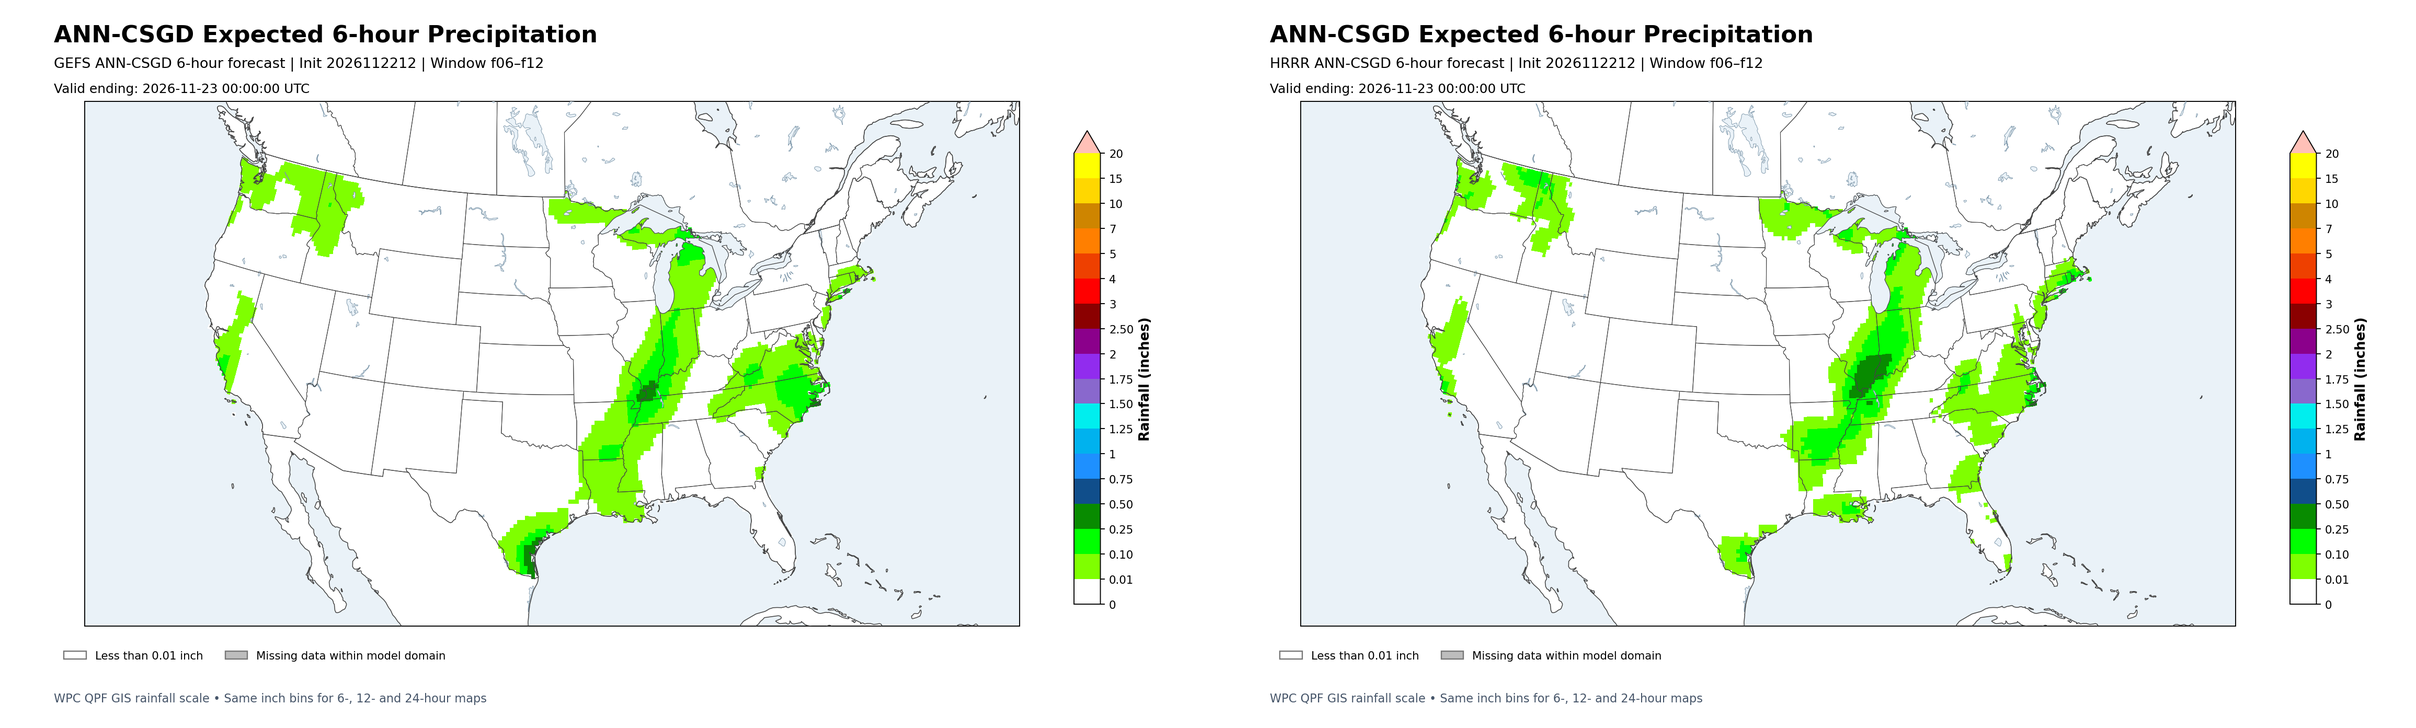 ANN-CSGD Expected 6-hour Precipitation
GEFS ANN-CSGD 6-hour forecast | Init 2026112212 | Window f06–f12
Valid ending: 2026-11-23 00:00:00 UTC
20
15
10
7
5
4
3
2.50
2
1.75
1.50
1.25
1
0.75
0.50
0.25
0.10
0.01
0
Rainfall (inches)
Less than 0.01 inch
Missing data within model domain
WPC QPF GIS rainfall scale • Same inch bins for 6-, 12- and 24-hour maps
ANN-CSGD Expected 6-hour Precipitation
HRRR ANN-CSGD 6-hour forecast | Init 2026112212 | Window f06–f12
Valid ending: 2026-11-23 00:00:00 UTC
20
15
10
7
5
4
3
2.50
2
1.75
1.50
1.25
1
0.75
0.50
0.25
0.10
0.01
0
Rainfall (inches)
Less than 0.01 inch
Missing data within model domain
WPC QPF GIS rainfall scale • Same inch bins for 6-, 12- and 24-hour maps